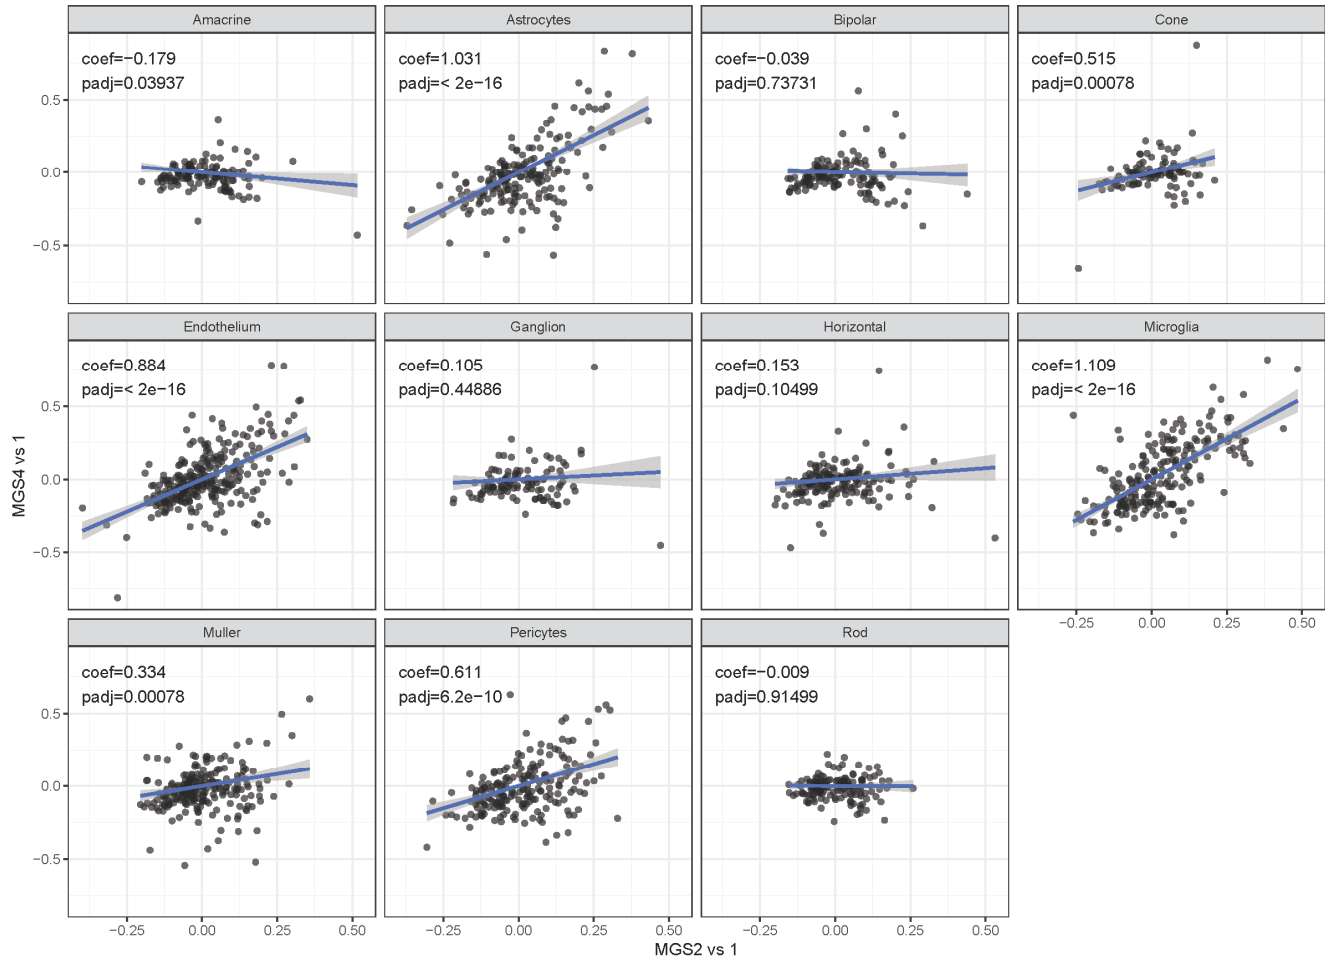 Amacrine
Astrocytes
Bipolar
Cone
coef=−0.179
padj=0.03937
coef=1.031
padj=< 2e−16
coef=−0.039
padj=0.73731
coef=0.515
padj=0.00078
0.5
0.0
−0.5
Endothelium
Ganglion
Horizontal
Microglia
coef=0.884
padj=< 2e−16
coef=0.105
padj=0.44886
coef=0.153
padj=0.10499
coef=1.109
padj=< 2e−16
MGS4 vs 1
0.5
0.0
−0.5
−0.25 0.00 0.25 0.50
Muller
Pericytes
Rod
coef=0.334
padj=0.00078
coef=0.611
padj=6.2e−10
coef=−0.009
padj=0.91499
0.5
0.0
−0.5
−0.25 0.00 0.25 0.50
−0.25 0.00 0.25 0.50
−0.25 0.00 0.25 0.50
MGS2 vs 1